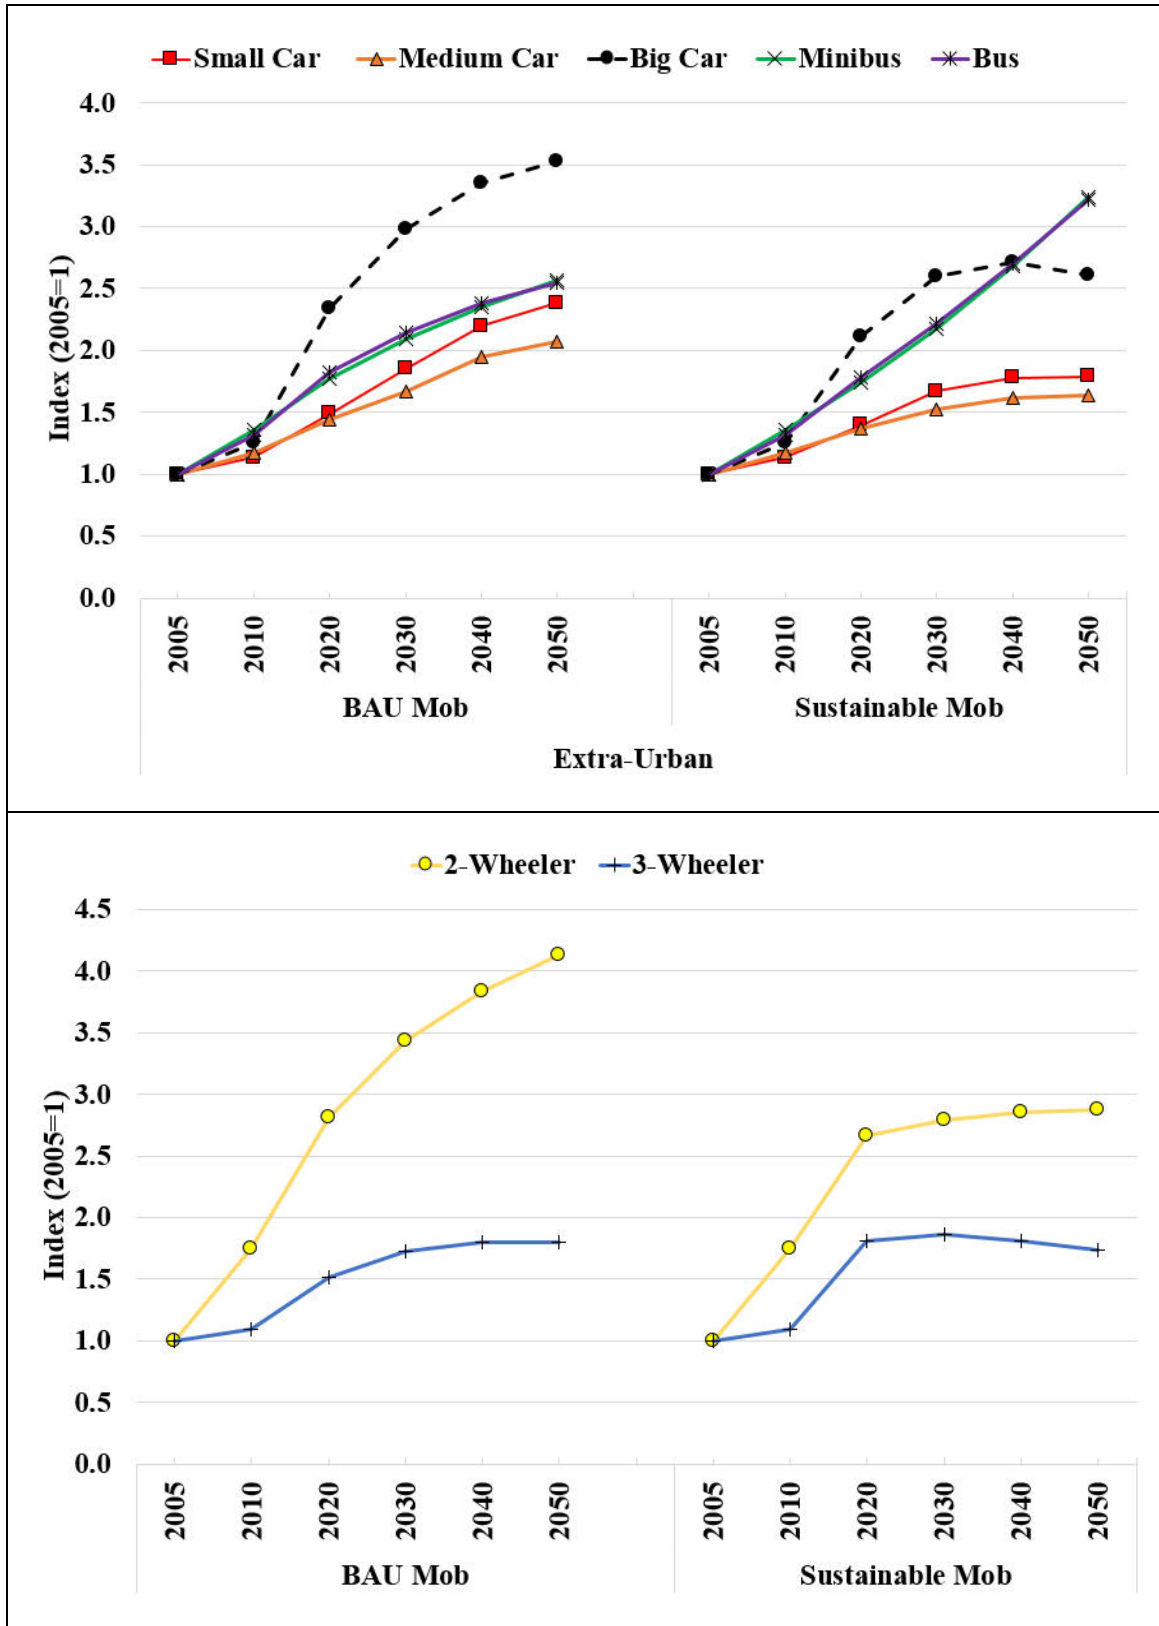 Small Car Medium Car Big Car Minibus Bus
Index (2005=1)
4.0
3.5
3.0
2.5
2.0
1.5
1.0
0.5
0.0
2005 2010 2020 2030 2040 2050 2005 2010 2020 2030 2040 2050
BAU Mob Sustainable Mob
Extra-Urban
2-Wheeler 3-Wheeler
Index (2005=1)
4.5
4.0
3.5
3.0
2.5
2.0
1.5
1.0
0.5
0.0
2005 2010 2020 2030 2040 2050 2005 2010 2020 2030 2040 2050
BAU Mob Sustainable Mob